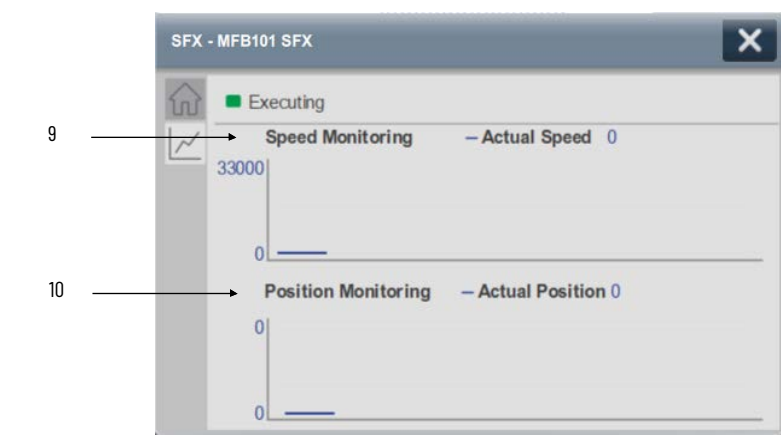 SFX - MFB101 SFX
Executing
9
Speed Monitoring – Actual Speed 0
33000
0
10
Position Monitoring – Actual Position 0
0
0